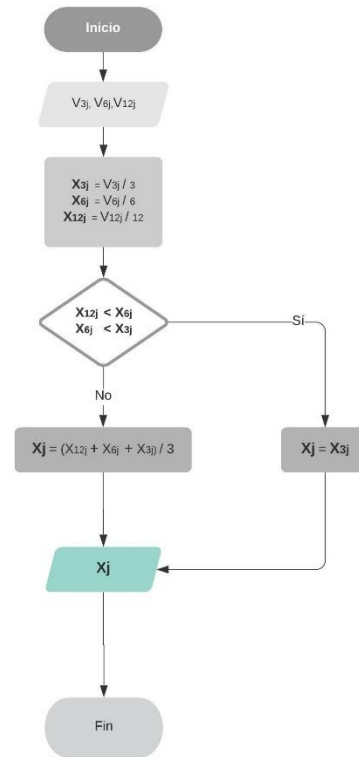 Inicio
V3j, V6j,V12j
X3j = V3j / 3
X6j = V6j / 6
X12j = V12j / 12
X12j < X6j
X6j < X3j
Sí
No
Xj = (X12j + X6j + X3j) / 3
Xj = X3j
Xj
Fin